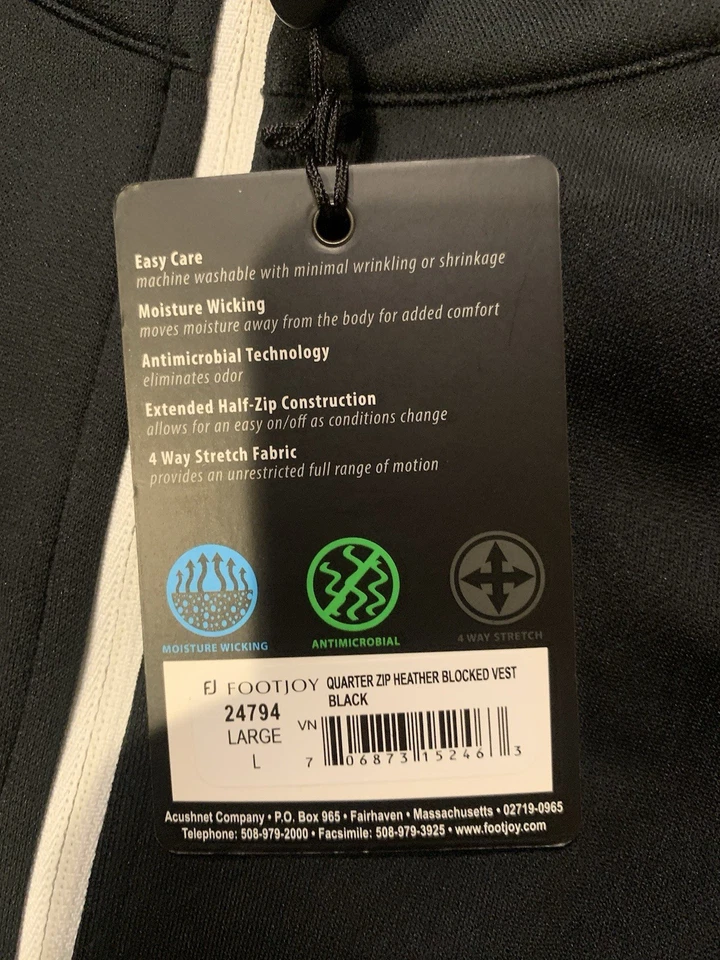 Easy Care
machine washable with minimal wrinkling or shrinkage
Moisture Wicking
moves moisture away from the body for added comfort
Antimicrobial Technology
eliminates odor
Extended Half-Zip Construction
allows for an easy on/off as conditions change
4 Way Stretch Fabric
provides an unrestricted full range of motion
MOISTURE WICKING
ANTIMICROBIAL
4 WAY STRETCH
FJ FOOTJOY QUARTER ZIP HEATHER BLOCKED VEST
BLACK
24794
LARGE
L
VN
7 06873 15246 3
Acushnet Company • P.O. Box 965 • Fairhaven • Massachusetts • 02719-0965
Telephone: 508-979-2000 • Facsimile: 508-979-3925 • www.footjoy.com